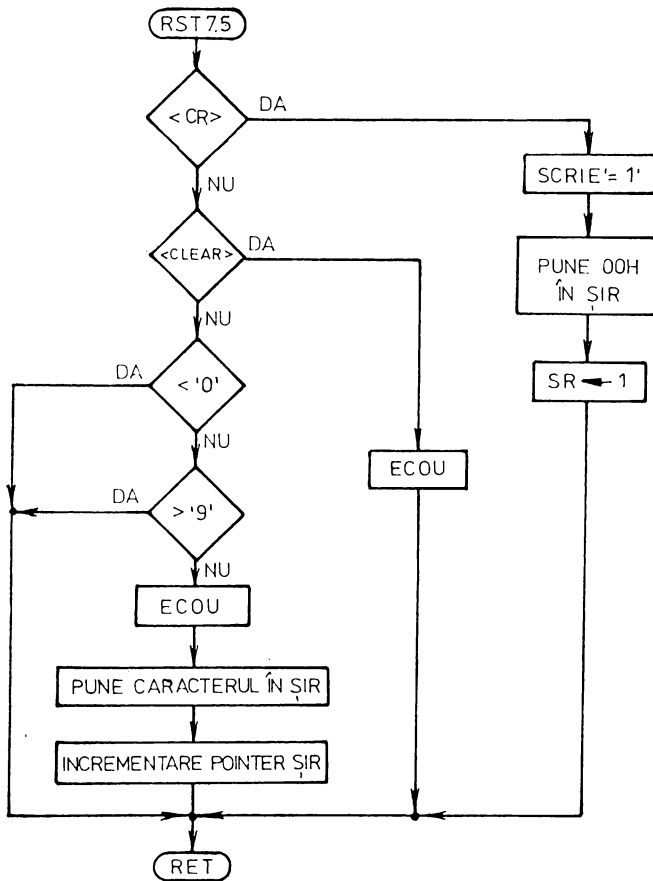 RST 7.5
< CR>
DA
NU
SCRIE'= 1'
<CLEAR>
DA
PUNE 00H
ÎN ȘIR
NU
DA
< '0'
SR ← 1
NU
ECOU
DA
> '9'
NU
ECOU
PUNE CARACTERUL ÎN ȘIR
INCREMENTARE POINTER ȘIR
RET